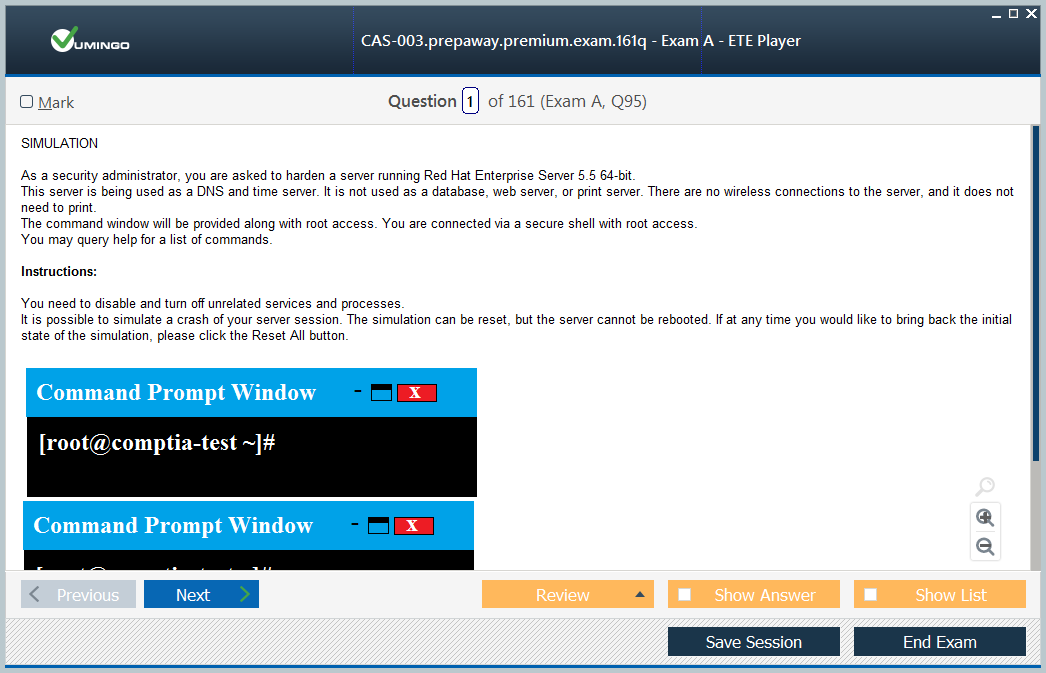 VUMINGO
CAS-003.prepaway.premium.exam.161q - Exam A - ETE Player
Mark
Question 1 of 161 (Exam A, Q95)
SIMULATION
As a security administrator, you are asked to harden a server running Red Hat Enterprise Server 5.5 64-bit.
This server is being used as a DNS and time server. It is not used as a database, web server, or print server. There are no wireless connections to the server, and it does not
need to print.
The command window will be provided along with root access. You are connected via a secure shell with root access.
You may query help for a list of commands.
Instructions:
You need to disable and turn off unrelated services and processes.
It is possible to simulate a crash of your server session. The simulation can be reset, but the server cannot be rebooted. If at any time you would like to bring back the initial
state of the simulation, please click the Reset All button.
Command Prompt Window - X
[root@comptia-test ~]#
Command Prompt Window - X
Previous
Next
Review
Show Answer
Show List
Save Session
End Exam